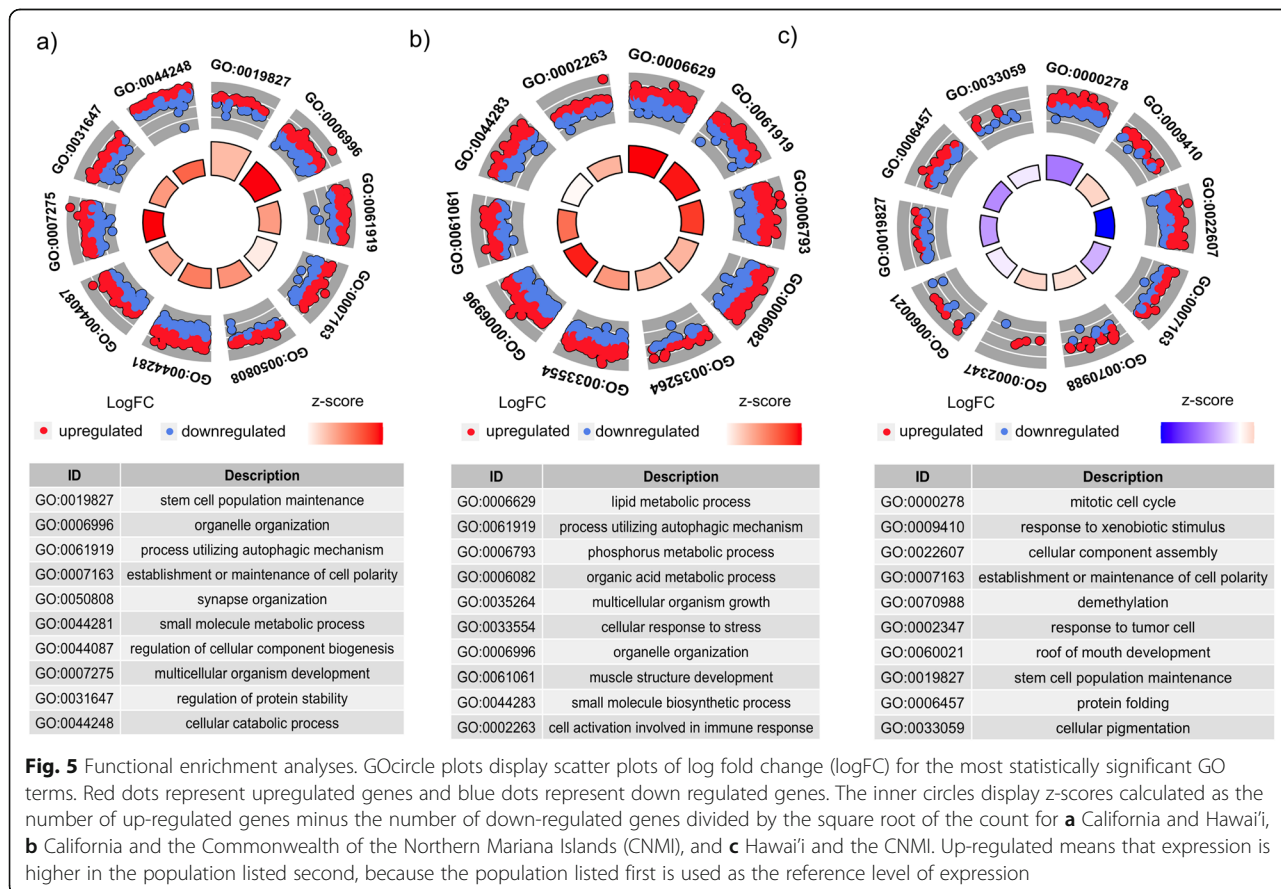 a)
GO:0044248
GO:0019827
GO:0006996
GO:0061919
GO:0007163
GO:0050808
GO:0044281
GO:0044087
GO:0007275
GO:0031647
LogFC
z-score
upregulated
downregulated
b)
GO:0002263
GO:0006629
GO:0061919
GO:0006793
GO:0006082
GO:0035264
GO:0033554
GO:0006996
GO:0061061
GO:0044283
LogFC
z-score
upregulated
downregulated
c)
GO:0033059
GO:0000278
GO:0009410
GO:0022607
GO:0007163
GO:0070988
GO:0002347
GO:0060021
GO:0019827
GO:0006457
LogFC
z-score
upregulated
downregulated
ID Description
GO:0019827 stem cell population maintenance
GO:0006996 organelle organization
GO:0061919 process utilizing autophagic mechanism
GO:0007163 establishment or maintenance of cell polarity
GO:0050808 synapse organization
GO:0044281 small molecule metabolic process
GO:0044087 regulation of cellular component biogenesis
GO:0007275 multicellular organism development
GO:0031647 regulation of protein stability
GO:0044248 cellular catabolic process
ID Description
GO:0006629 lipid metabolic process
GO:0061919 process utilizing autophagic mechanism
GO:0006793 phosphorus metabolic process
GO:0006082 organic acid metabolic process
GO:0035264 multicellular organism growth
GO:0033554 cellular response to stress
GO:0006996 organelle organization
GO:0061061 muscle structure development
GO:0044283 small molecule biosynthetic process
GO:0002263 cell activation involved in immune response
ID Description
GO:0000278 mitotic cell cycle
GO:0009410 response to xenobiotic stimulus
GO:0022607 cellular component assembly
GO:0007163 establishment or maintenance of cell polarity
GO:0070988 demethylation
GO:0002347 response to tumor cell
GO:0060021 roof of mouth development
GO:0019827 stem cell population maintenance
GO:0006457 protein folding
GO:0033059 cellular pigmentation
Fig. 5 Functional enrichment analyses. GOcircle plots display scatter plots of log fold change (logFC) for the most statistically significant GO
terms. Red dots represent upregulated genes and blue dots represent down regulated genes. The inner circles display z-scores calculated as the
number of up-regulated genes minus the number of down-regulated genes divided by the square root of the count for a California and Hawai'i,
b California and the Commonwealth of the Northern Mariana Islands (CNMI), and c Hawai'i and the CNMI. Up-regulated means that expression is
higher in the population listed second, because the population listed first is used as the reference level of expression